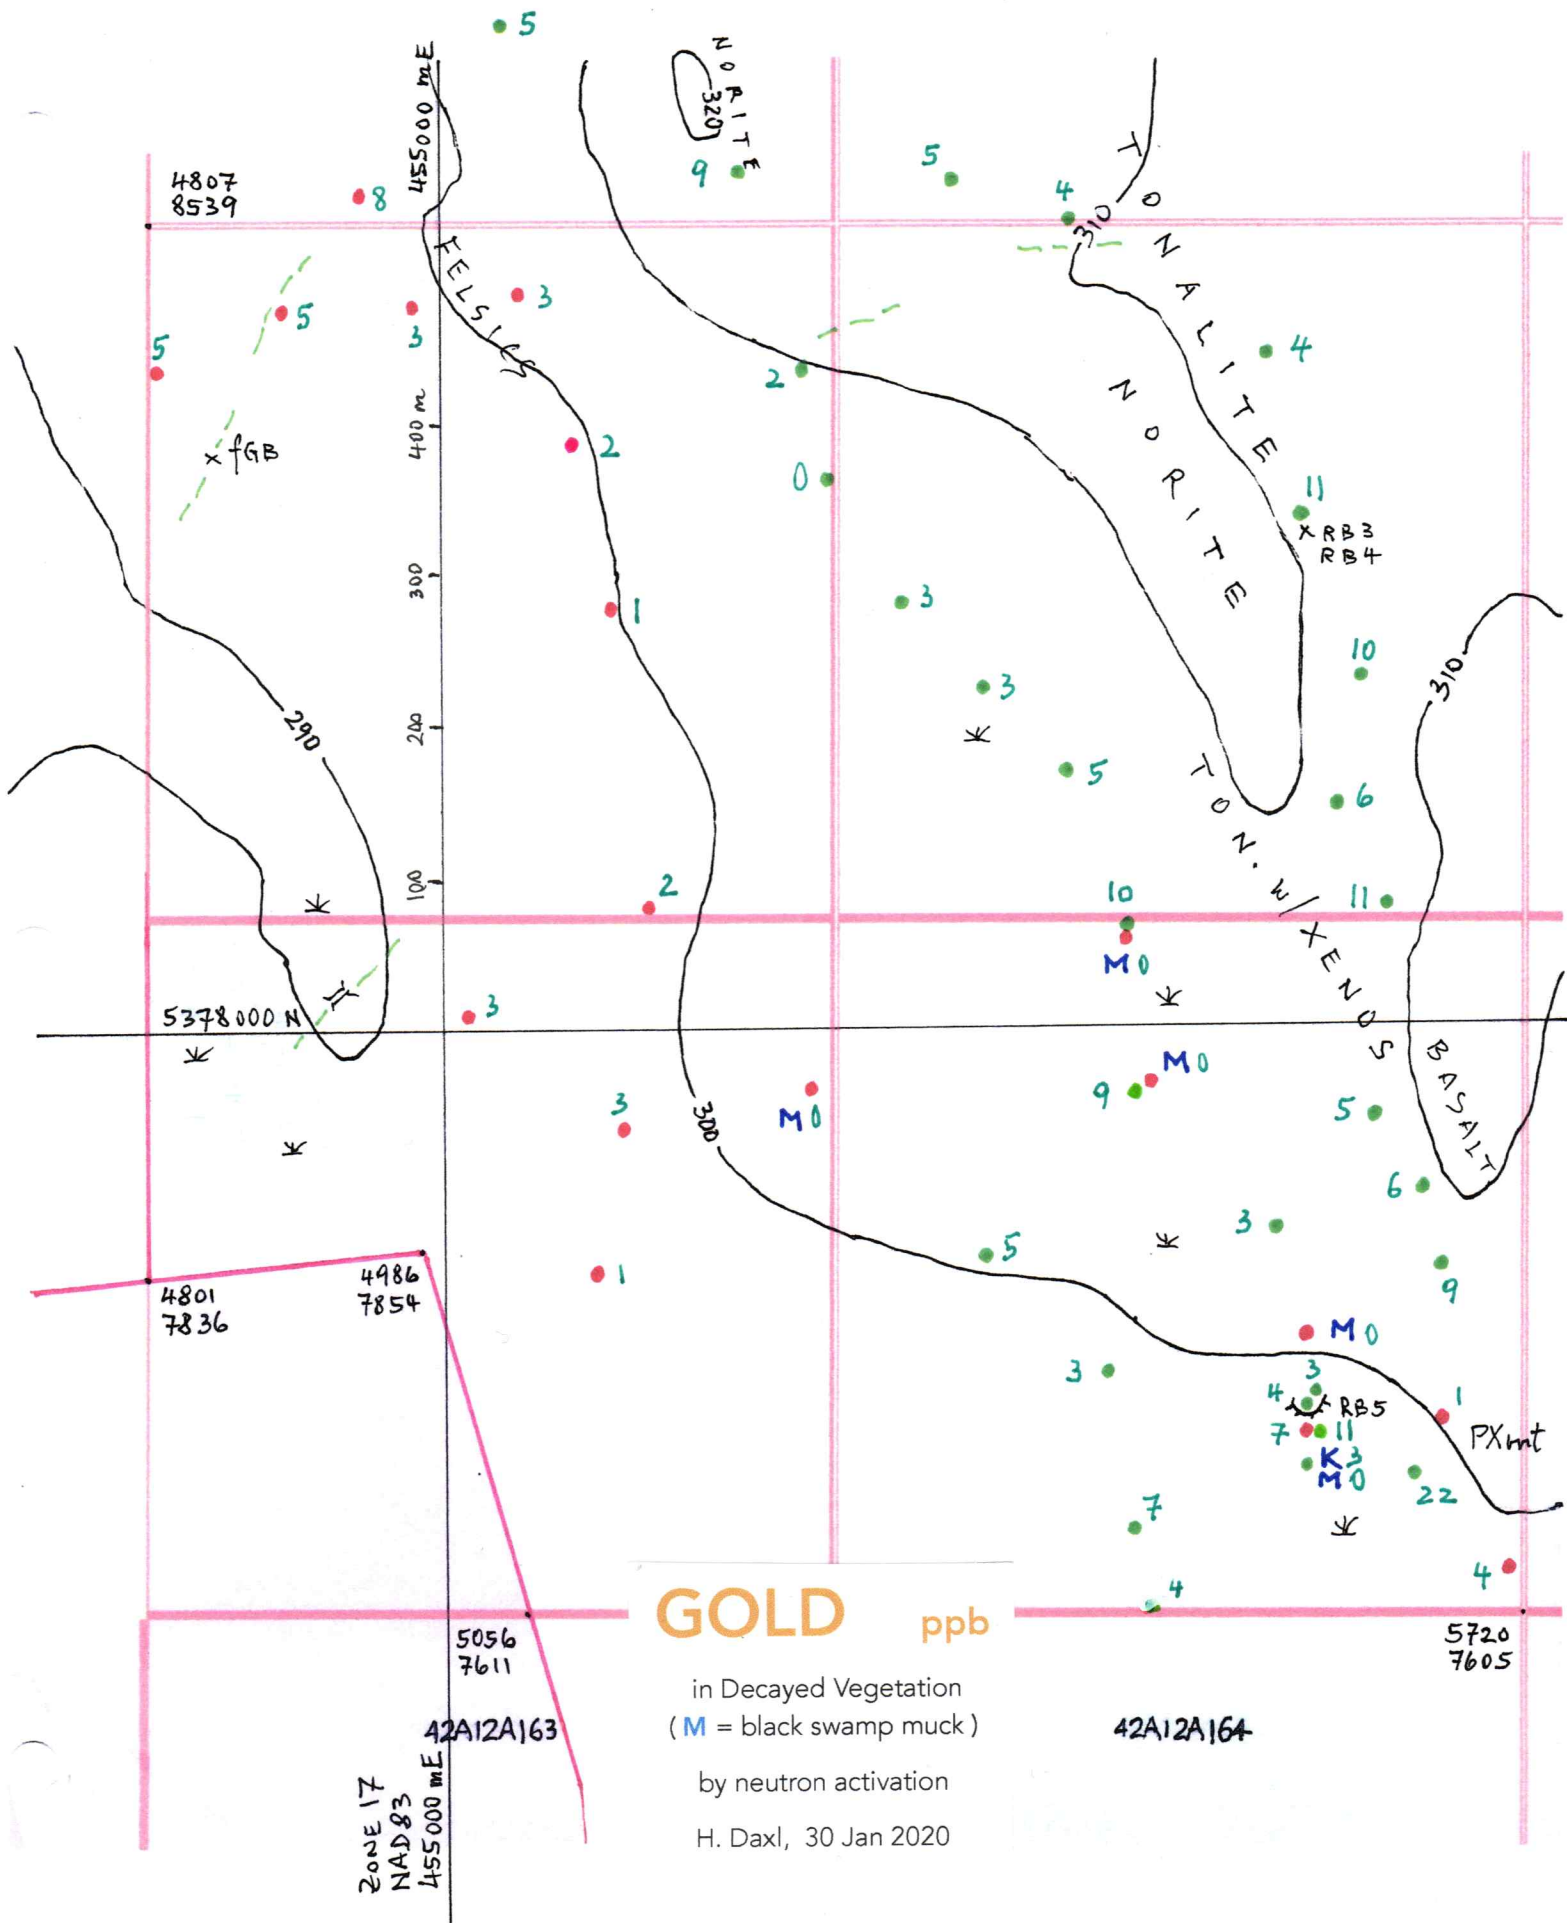 5
NORITE
320
455000 mE
9
5
TONALITE
4807
8539
8
4
310
FELSICS
3
5
3
5
4
2
NORITE
400 m
2
x fGB
0
11
x RB3
RB4
300
1
3
10
310
3
290
200
5
TON. W/ XENOS
6
100
2
10
11
M 0
5378000 N
3
M 0
9
BASALT
3
M 0
300
5
6
3
5
4986
7854
1
4801
7836
9
M 0
3
3
4
RB5
1
7
11
PXmt
K 3
M 0
22
7
4
4
GOLD ppb
5056
7611
5720
7605
in Decayed Vegetation
( M = black swamp muck )
42A12A163
42A12A164
by neutron activation
H. Daxl, 30 Jan 2020
ZONE 17
NAD83
455000 mE